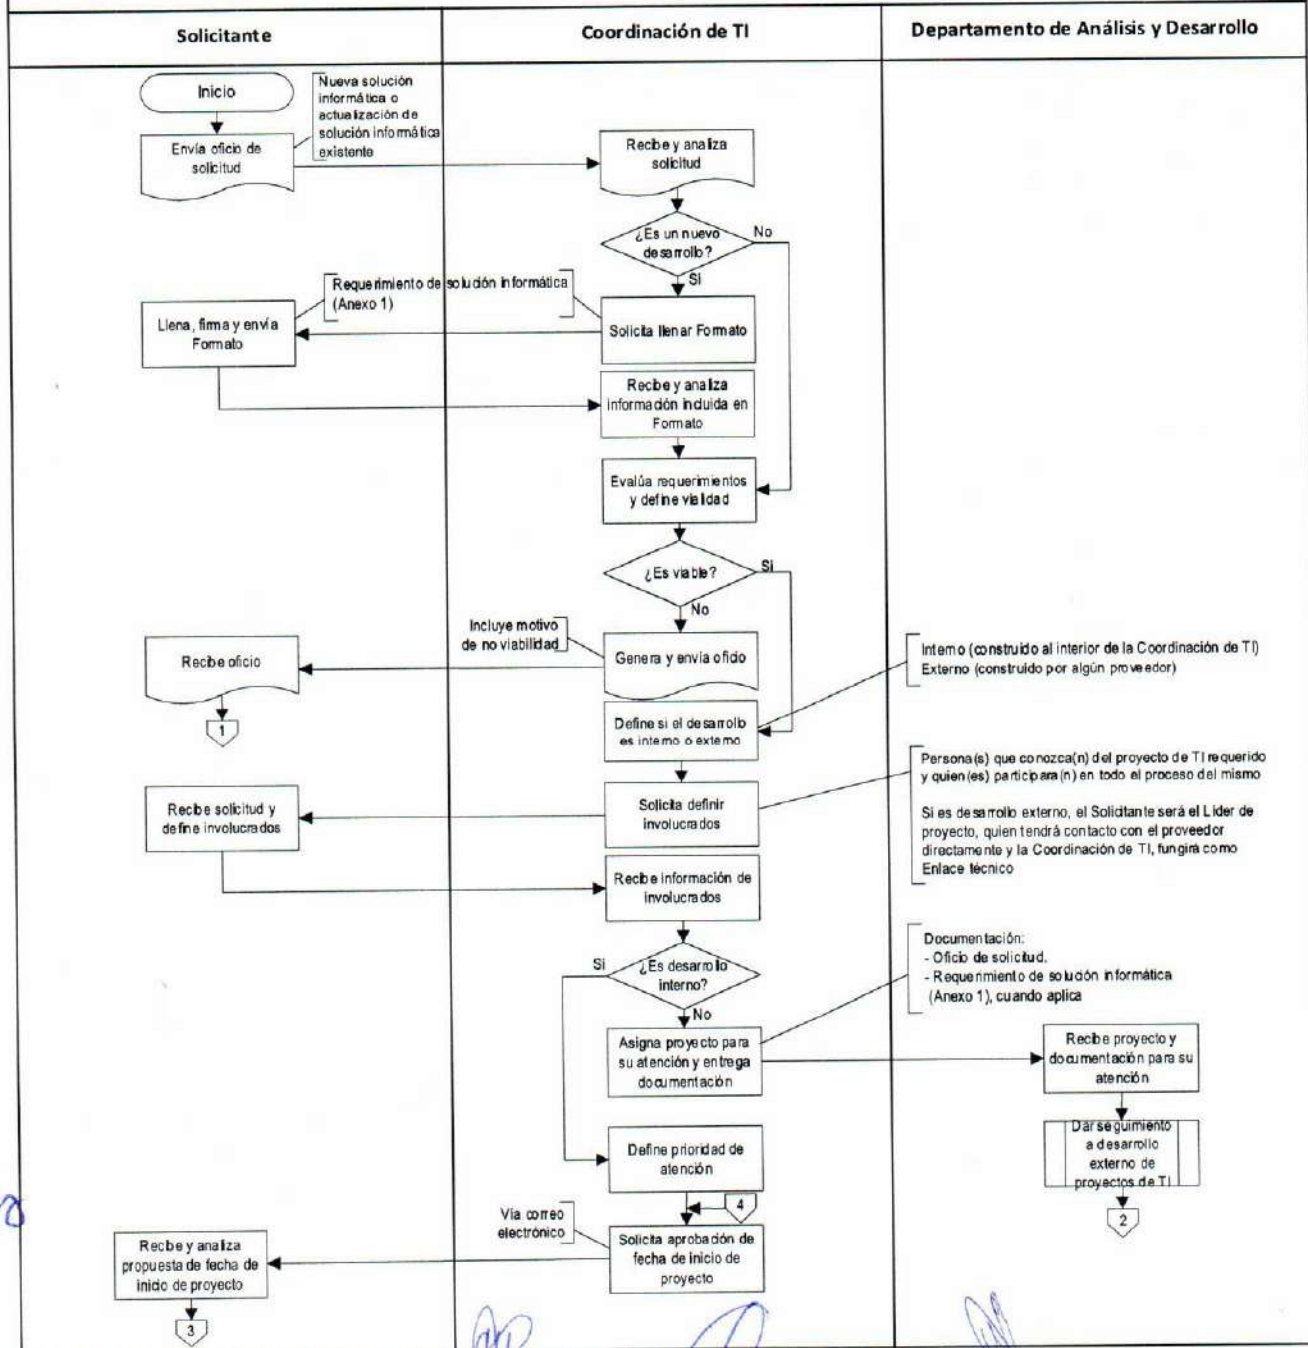 Solicitante
Coordinación de TI
Departamento de Análisis y Desarrollo
Inicio
Nueva solución
informática o
actualización de
solución informática
existente
Envía oficio de
solicitud
Recibe y analiza
solicitud
¿Es un nuevo
desarrollo?
No
Si
Requerimiento de solución informática
(Anexo 1)
Llena, firma y envía
Formato
Solicita llenar Formato
Recibe y analiza
información incluida en
Formato
Evalúa requerimientos
y define vialidad
¿Es viable?
Si
No
Incluye motivo
de no viabilidad
Recibe oficio
Genera y envía oficio
Interno (construido al interior de la Coordinación de TI)
Externo (construido por algún proveedor)
1
Define si el desarrollo
es interno o externo
Persona(s) que conozca(n) del proyecto de TI requerido
y quien(es) participara(n) en todo el proceso del mismo
Si es desarrollo externo, el Solicitante será el Líder de
proyecto, quien tendrá contacto con el proveedor
directamente y la Coordinación de TI, fungirá como
Enlace técnico
Recibe solicitud y
define involucrados
Solicita definir
involucrados
Recibe información de
involucrados
Documentación:
- Oficio de solicitud.
- Requerimiento de solución informática
(Anexo 1), cuando aplica
Si
¿Es desarrollo
interno?
No
Asigna proyecto para
su atención y entrega
documentación
Recibe proyecto y
documentación para su
atención
Dar seguimiento
a desarrollo
externo de
proyectos de TI
2
Define prioridad de
atención
4
Vía correo
electrónico
Solicita aprobación de
fecha de inicio de
proyecto
Recibe y analiza
propuesta de fecha de
inicio de proyecto
3